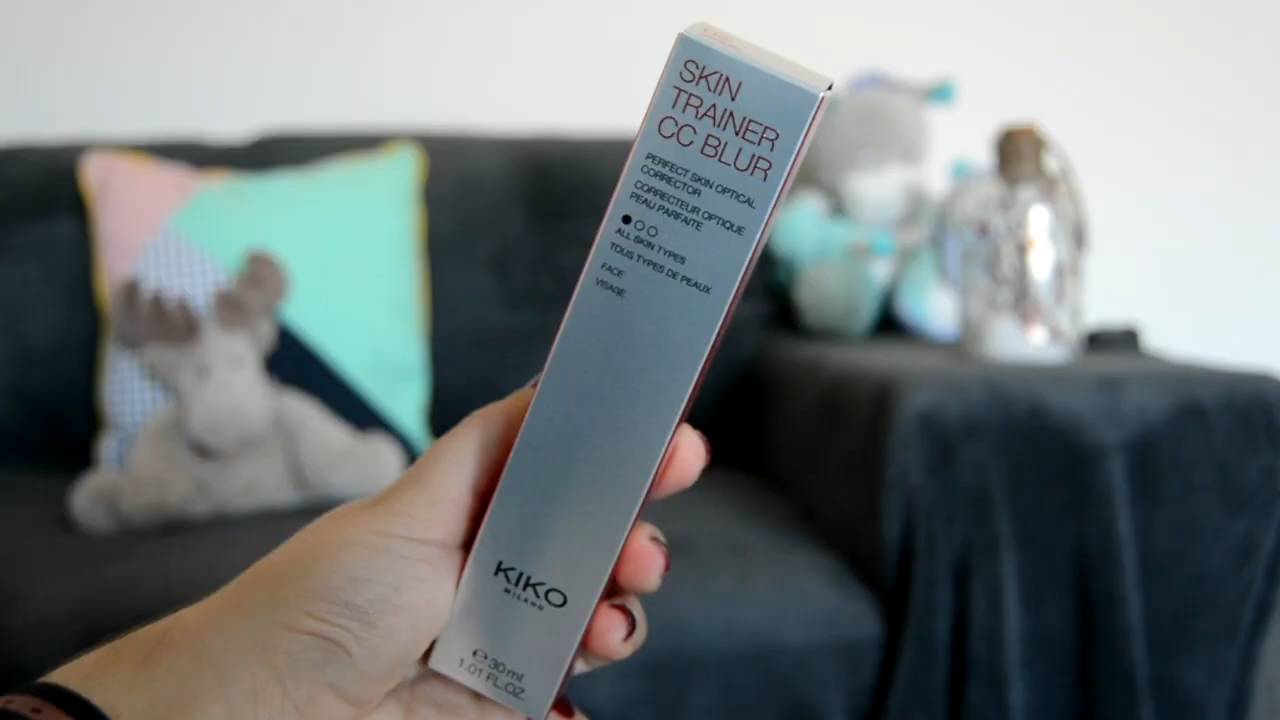 SKIN
TRAINER
CC BLUR
PERFECT SKIN OPTICAL
CORRECTOR
CORRECTEUR OPTIQUE
PEAU PARFAITE
ALL SKIN TYPES
TOUS TYPES DE PEAUX
FACE
VISAGE
KIKO
MILANO
℮ 30 ml
1.01 FL.OZ.